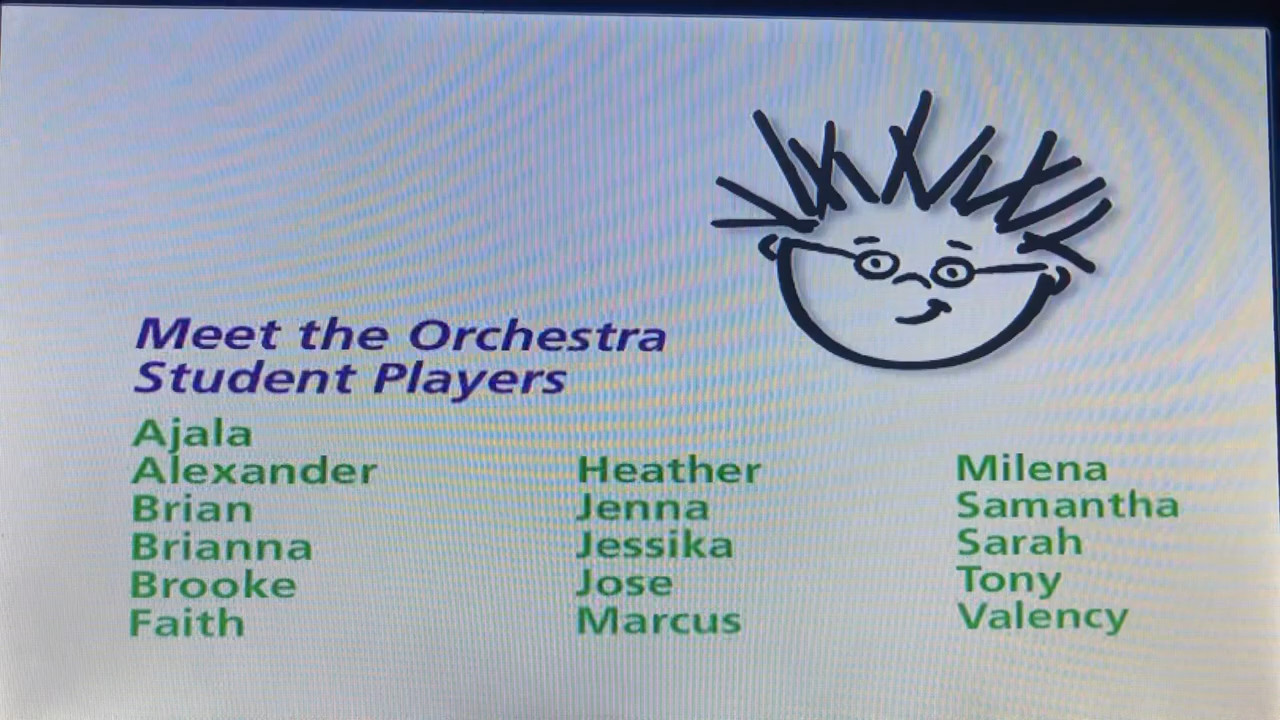 Meet the Orchestra
Student Players
Ajala
Alexander
Brian
Brianna
Brooke
Faith
Heather
Jenna
Jessika
Jose
Marcus
Milena
Samantha
Sarah
Tony
Valency